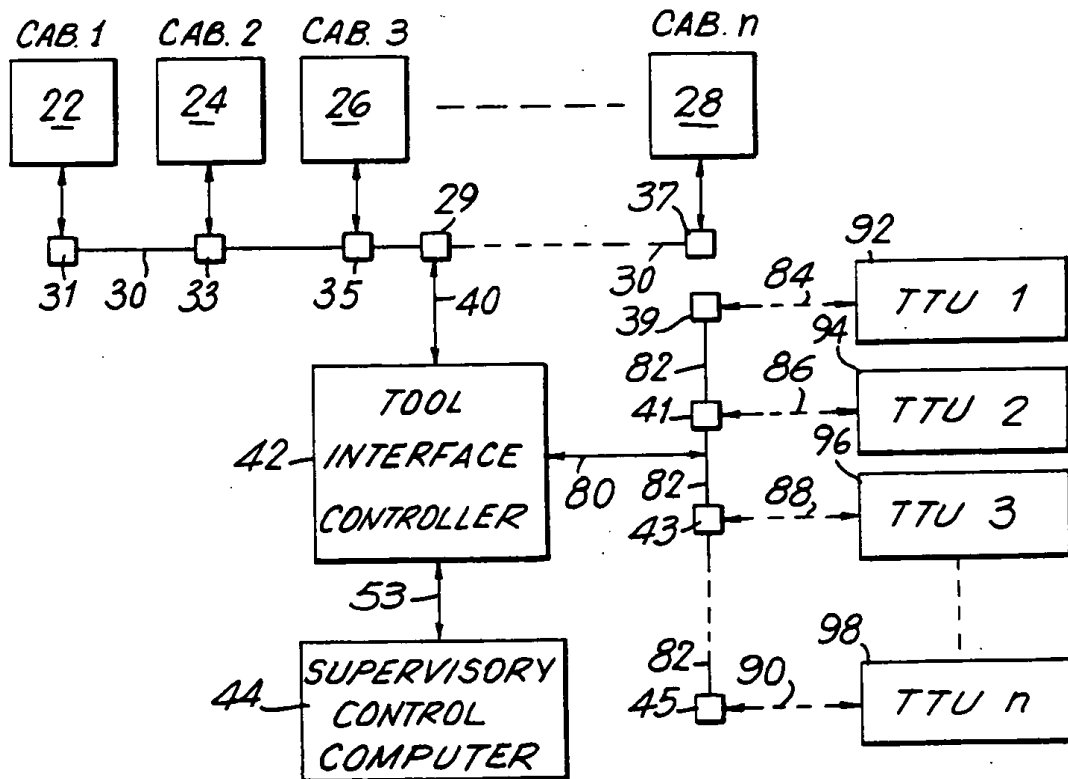 CAB. 1 CAB. 2 CAB. 3 CAB. n
22 24 26 28
29 37
31 30 33 35 40 30
92
39 84 TTU 1
94
82 86
41 TTU 2
96
42 TOOL INTERFACE CONTROLLER
80 82 88
43 TTU 3
53
98
82 90
45 TTU n
44 SUPERVISORY CONTROL COMPUTER